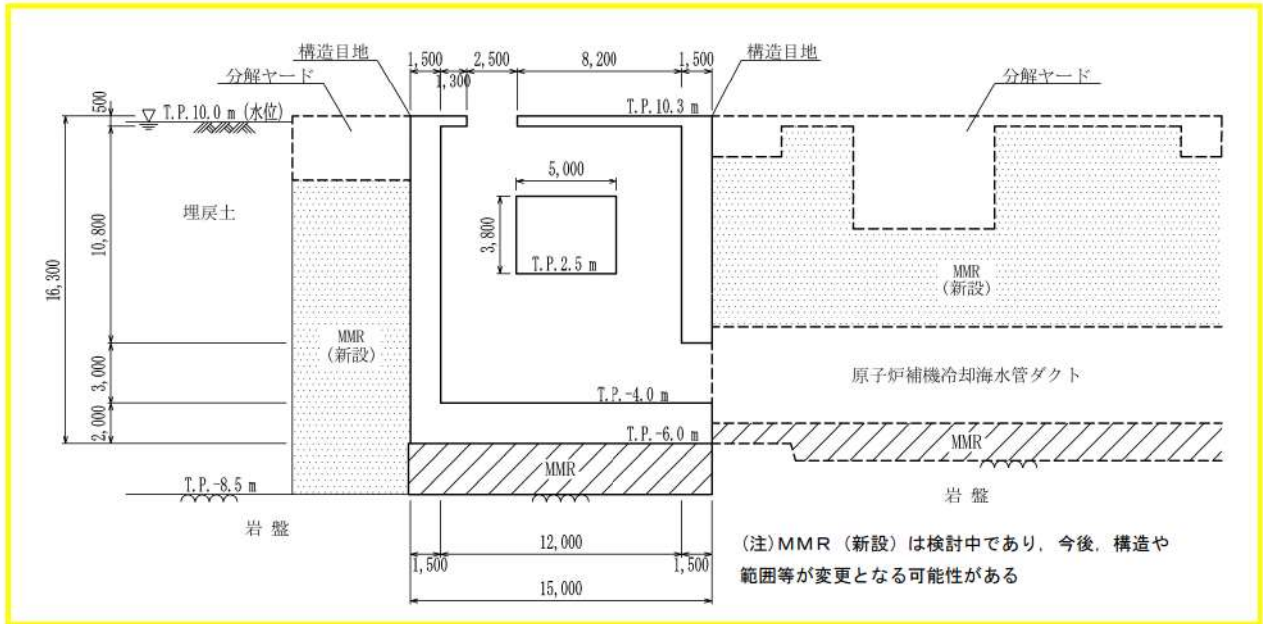 構造目地
1,500
2,500
8,200
1,500
構造目地
分解ヤード
1,300
分解ヤード
500
T.P.10.0 m (水位)
T.P.10.3 m
5,000
埋戻土
10,800
3,800
T.P.2.5 m
16,300
MMR
(新設)
MMR
(新設)
3,000
原子炉補機冷却海水管ダクト
T.P.-4.0 m
2,000
T.P.-6.0 m
MMR
MMR
T.P.-8.5 m
岩盤
岩盤
12,000
1,500
1,500
15,000
(注)MMR(新設)は検討中であり,今後,構造や
範囲等が変更となる可能性がある